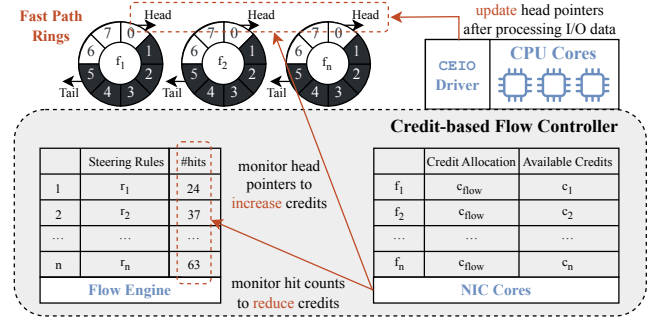 Fast Path
Rings
Head
Head
update head pointers
after processing I/O data
7 0
6 1
5 2
4 3
f1
Tail
7 0
6 1
5 2
4 3
f2
Tail
7 0
6 1
5 2
4 3
fn
Tail
CEIO
Driver
CPU Cores
Credit-based Flow Controller
Steering Rules #hits
1 r1 24
2 r2 37
... ... ...
n rn 63
Flow Engine
monitor head
pointers to
increase credits
monitor hit counts
to reduce credits
Credit Allocation Available Credits
f1 cflow c1
f2 cflow c2
... ... ...
fn cflow cn
NIC Cores